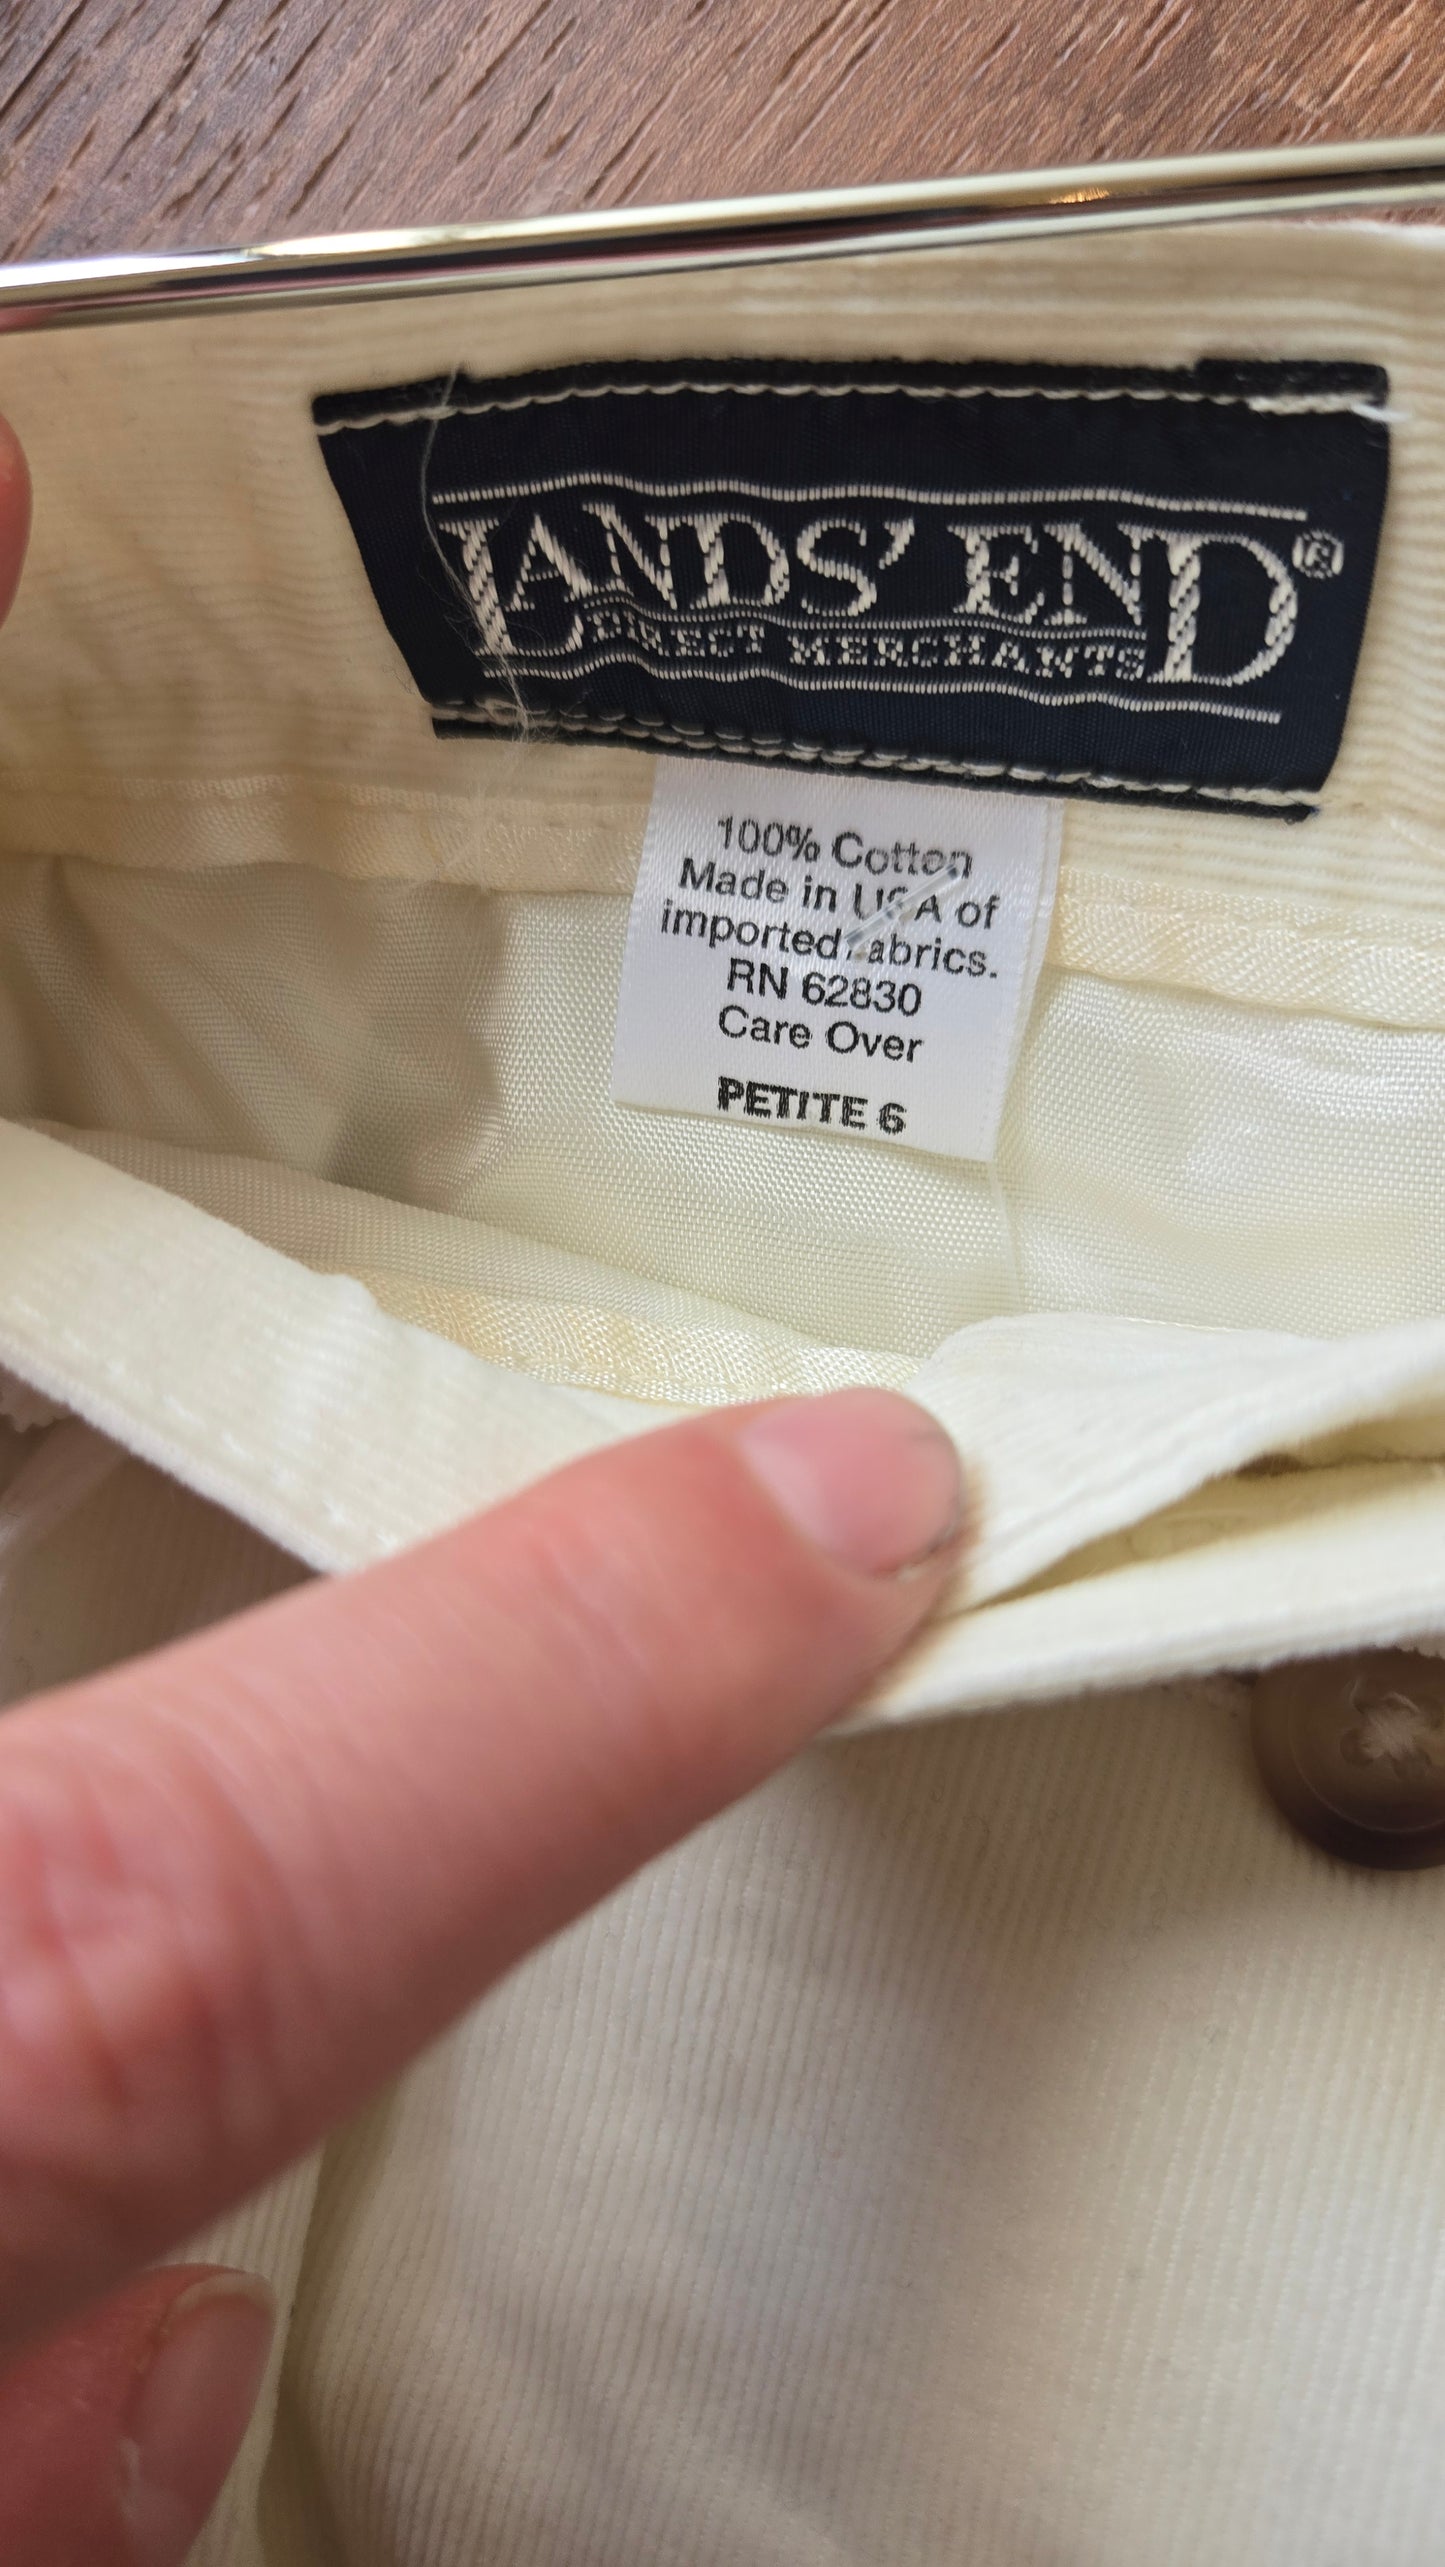 LANDS' END®
DIRECT MERCHANTS
100% Cotton
Made in USA of
imported fabrics.
RN 62830
Care Over
PETITE 6